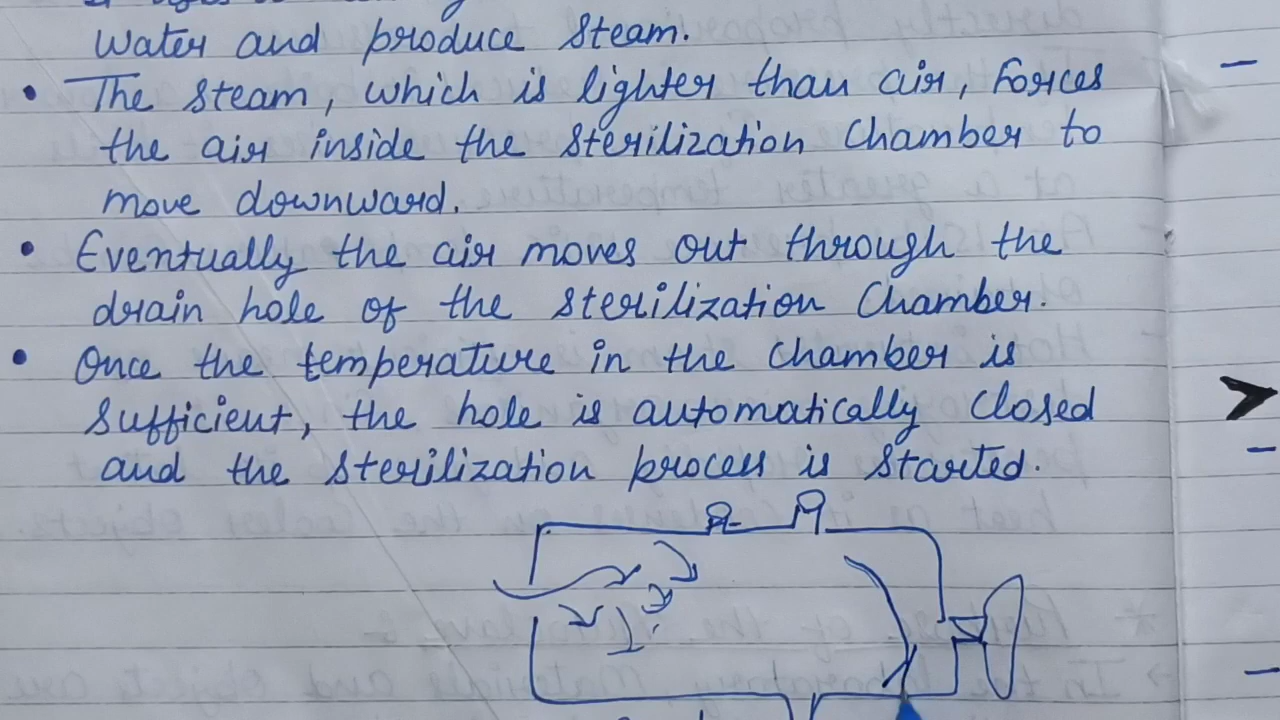 Water and produce steam.
• The steam, which is lighter than air, forces
the air inside the sterilization chamber to
move downward.
• Eventually the air moves out through the
drain hole of the sterilization chamber.
• Once the temperature in the chamber is
sufficient, the hole is automatically closed
and the sterilization process is started.